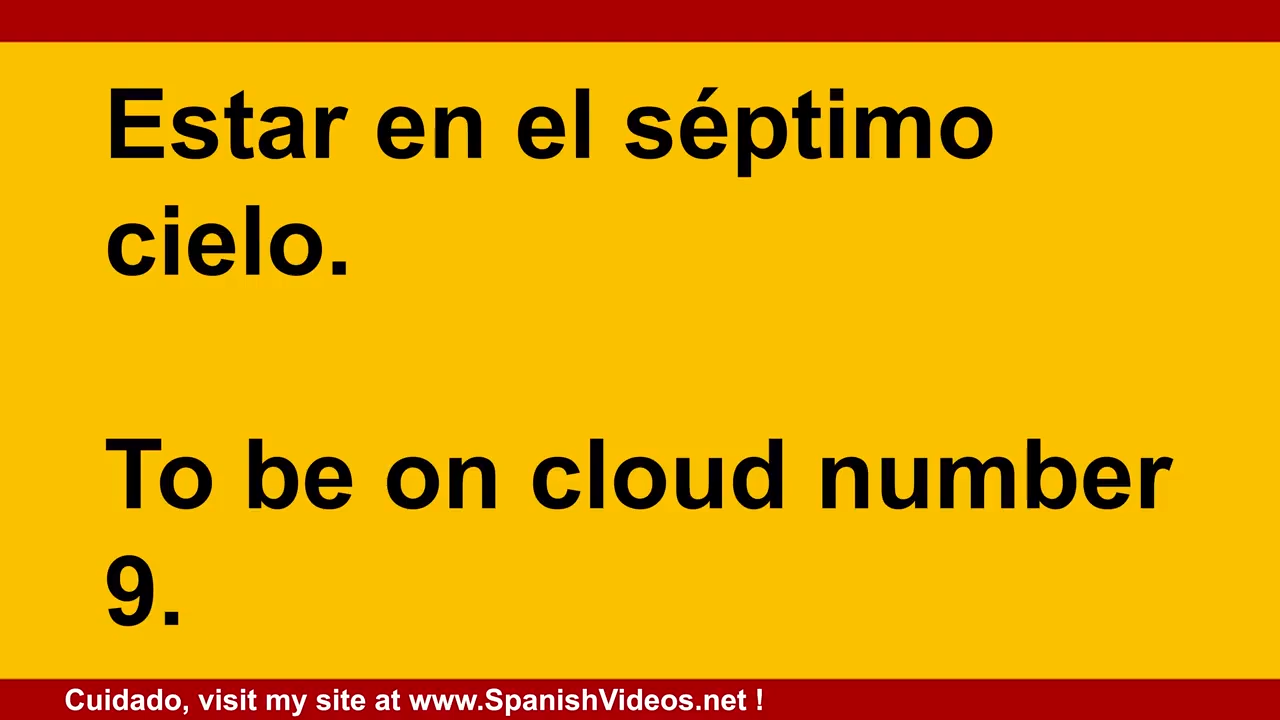 Estar en el séptimo
cielo.
To be on cloud number
9.
Cuidado, visit my site at www.SpanishVideos.net !